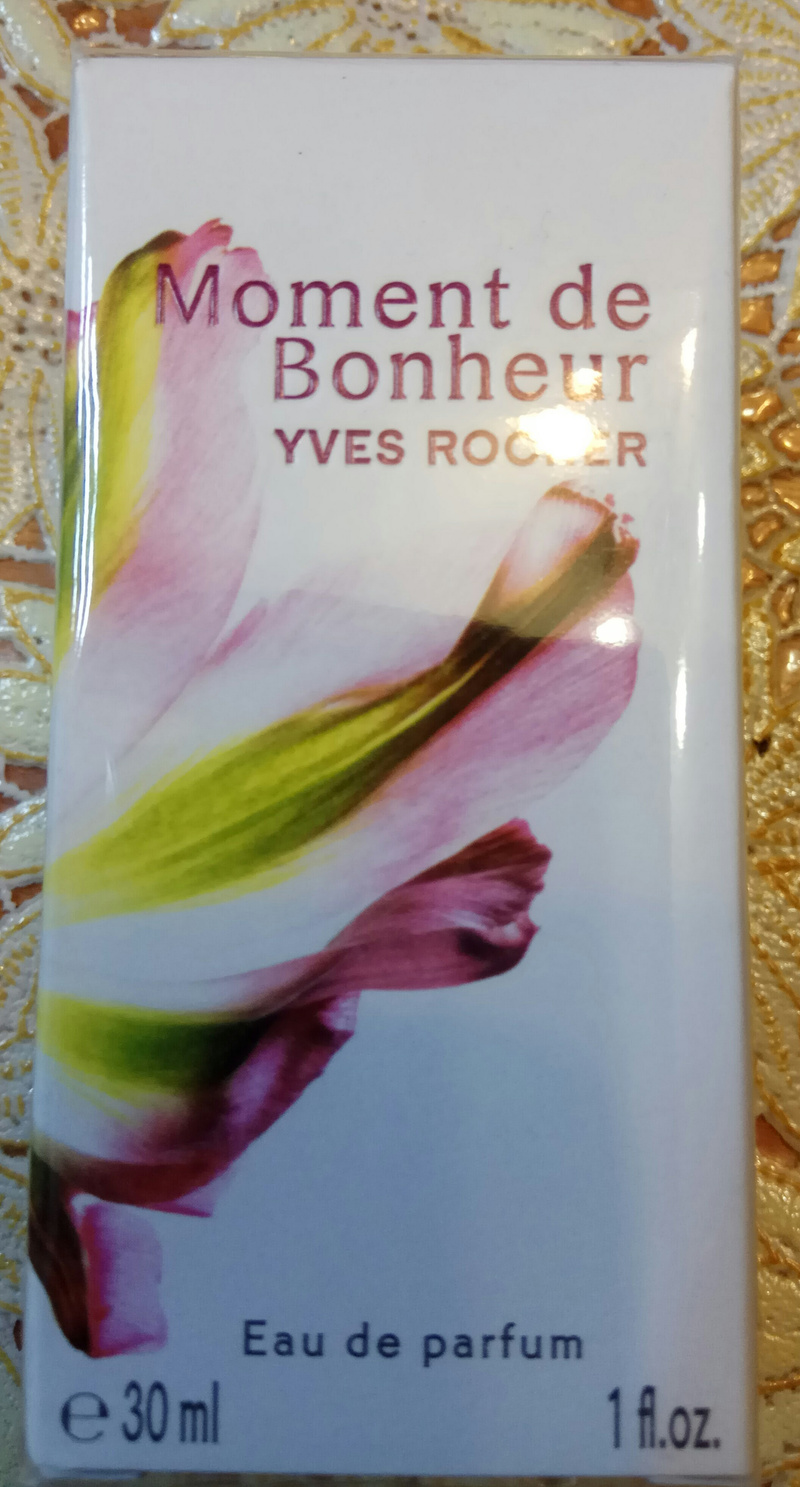 Moment de
Bonheur
YVES ROCHER
Eau de parfum
℮ 30 ml
1 fl.oz.